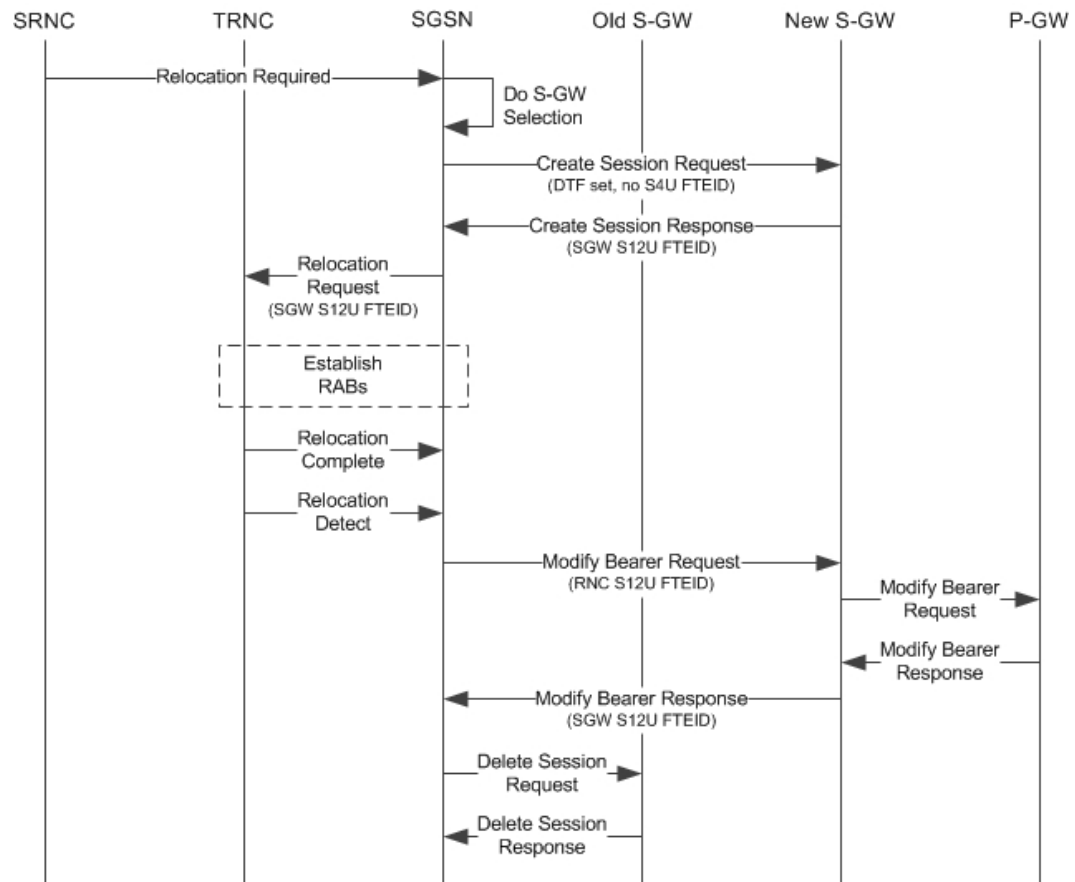 SRNC
TRNC
SGSN
Old S-GW
New S-GW
P-GW
Relocation Required
Do S-GW
Selection
Create Session Request
(DTF set, no S4U FTEID)
Create Session Response
(SGW S12U FTEID)
Relocation
Request
(SGW S12U FTEID)
Establish
RABs
Relocation
Complete
Relocation
Detect
Modify Bearer Request
(RNC S12U FTEID)
Modify Bearer
Request
Modify Bearer
Response
Modify Bearer Response
(SGW S12U FTEID)
Delete Session
Request
Delete Session
Response